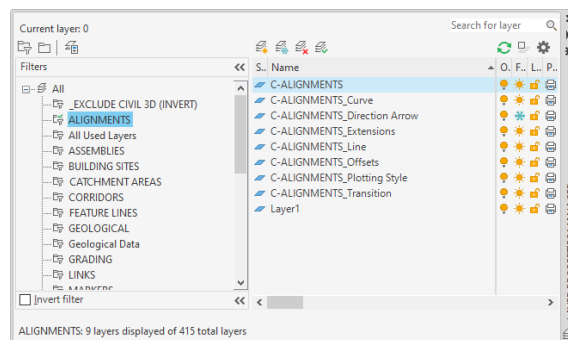 Current layer: 0
Search for layer
Filters
S.. Name
O. F.. L.. P..
All
_EXCLUDE CIVIL 3D (INVERT)
ALIGNMENTS
All Used Layers
ASSEMBLIES
BUILDING SITES
CATCHMENT AREAS
CORRIDORS
FEATURE LINES
GEOLOGICAL
Geological Data
GRADING
LINKS
MARKERS
C-ALIGNMENTS
C-ALIGNMENTS_Curve
C-ALIGNMENTS_Direction Arrow
C-ALIGNMENTS_Extensions
C-ALIGNMENTS_Line
C-ALIGNMENTS_Offsets
C-ALIGNMENTS_Plotting Style
C-ALIGNMENTS_Transition
Layer1
Invert filter
ALIGNMENTS: 9 layers displayed of 415 total layers